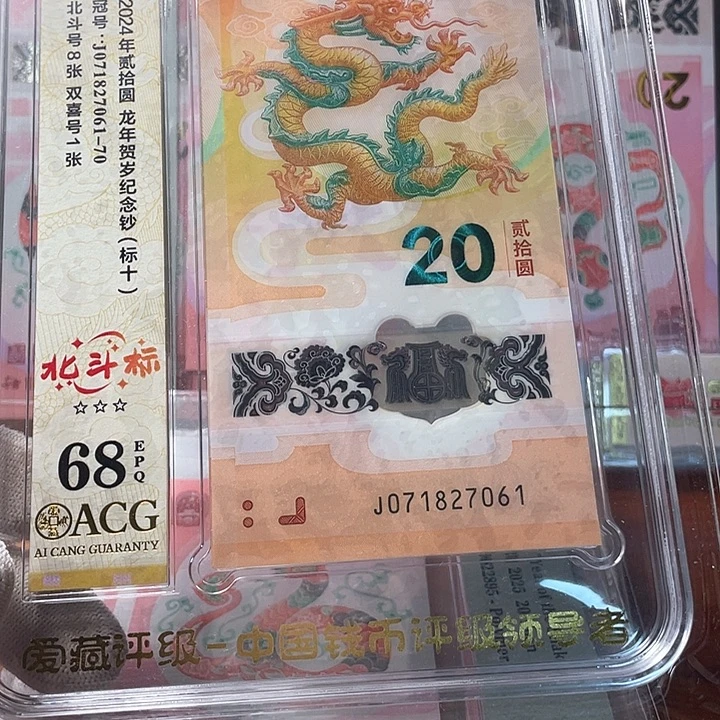 2024年贰拾圆 龙年贺岁纪念钞(标十)
冠号:J071827061-70
北斗号8张 双喜号1张
北斗标
68
EPQ
ACG
AI CANG GUARANTY
20
贰拾圆
J071827061
爱藏评级-中国钱币评级领导者
20